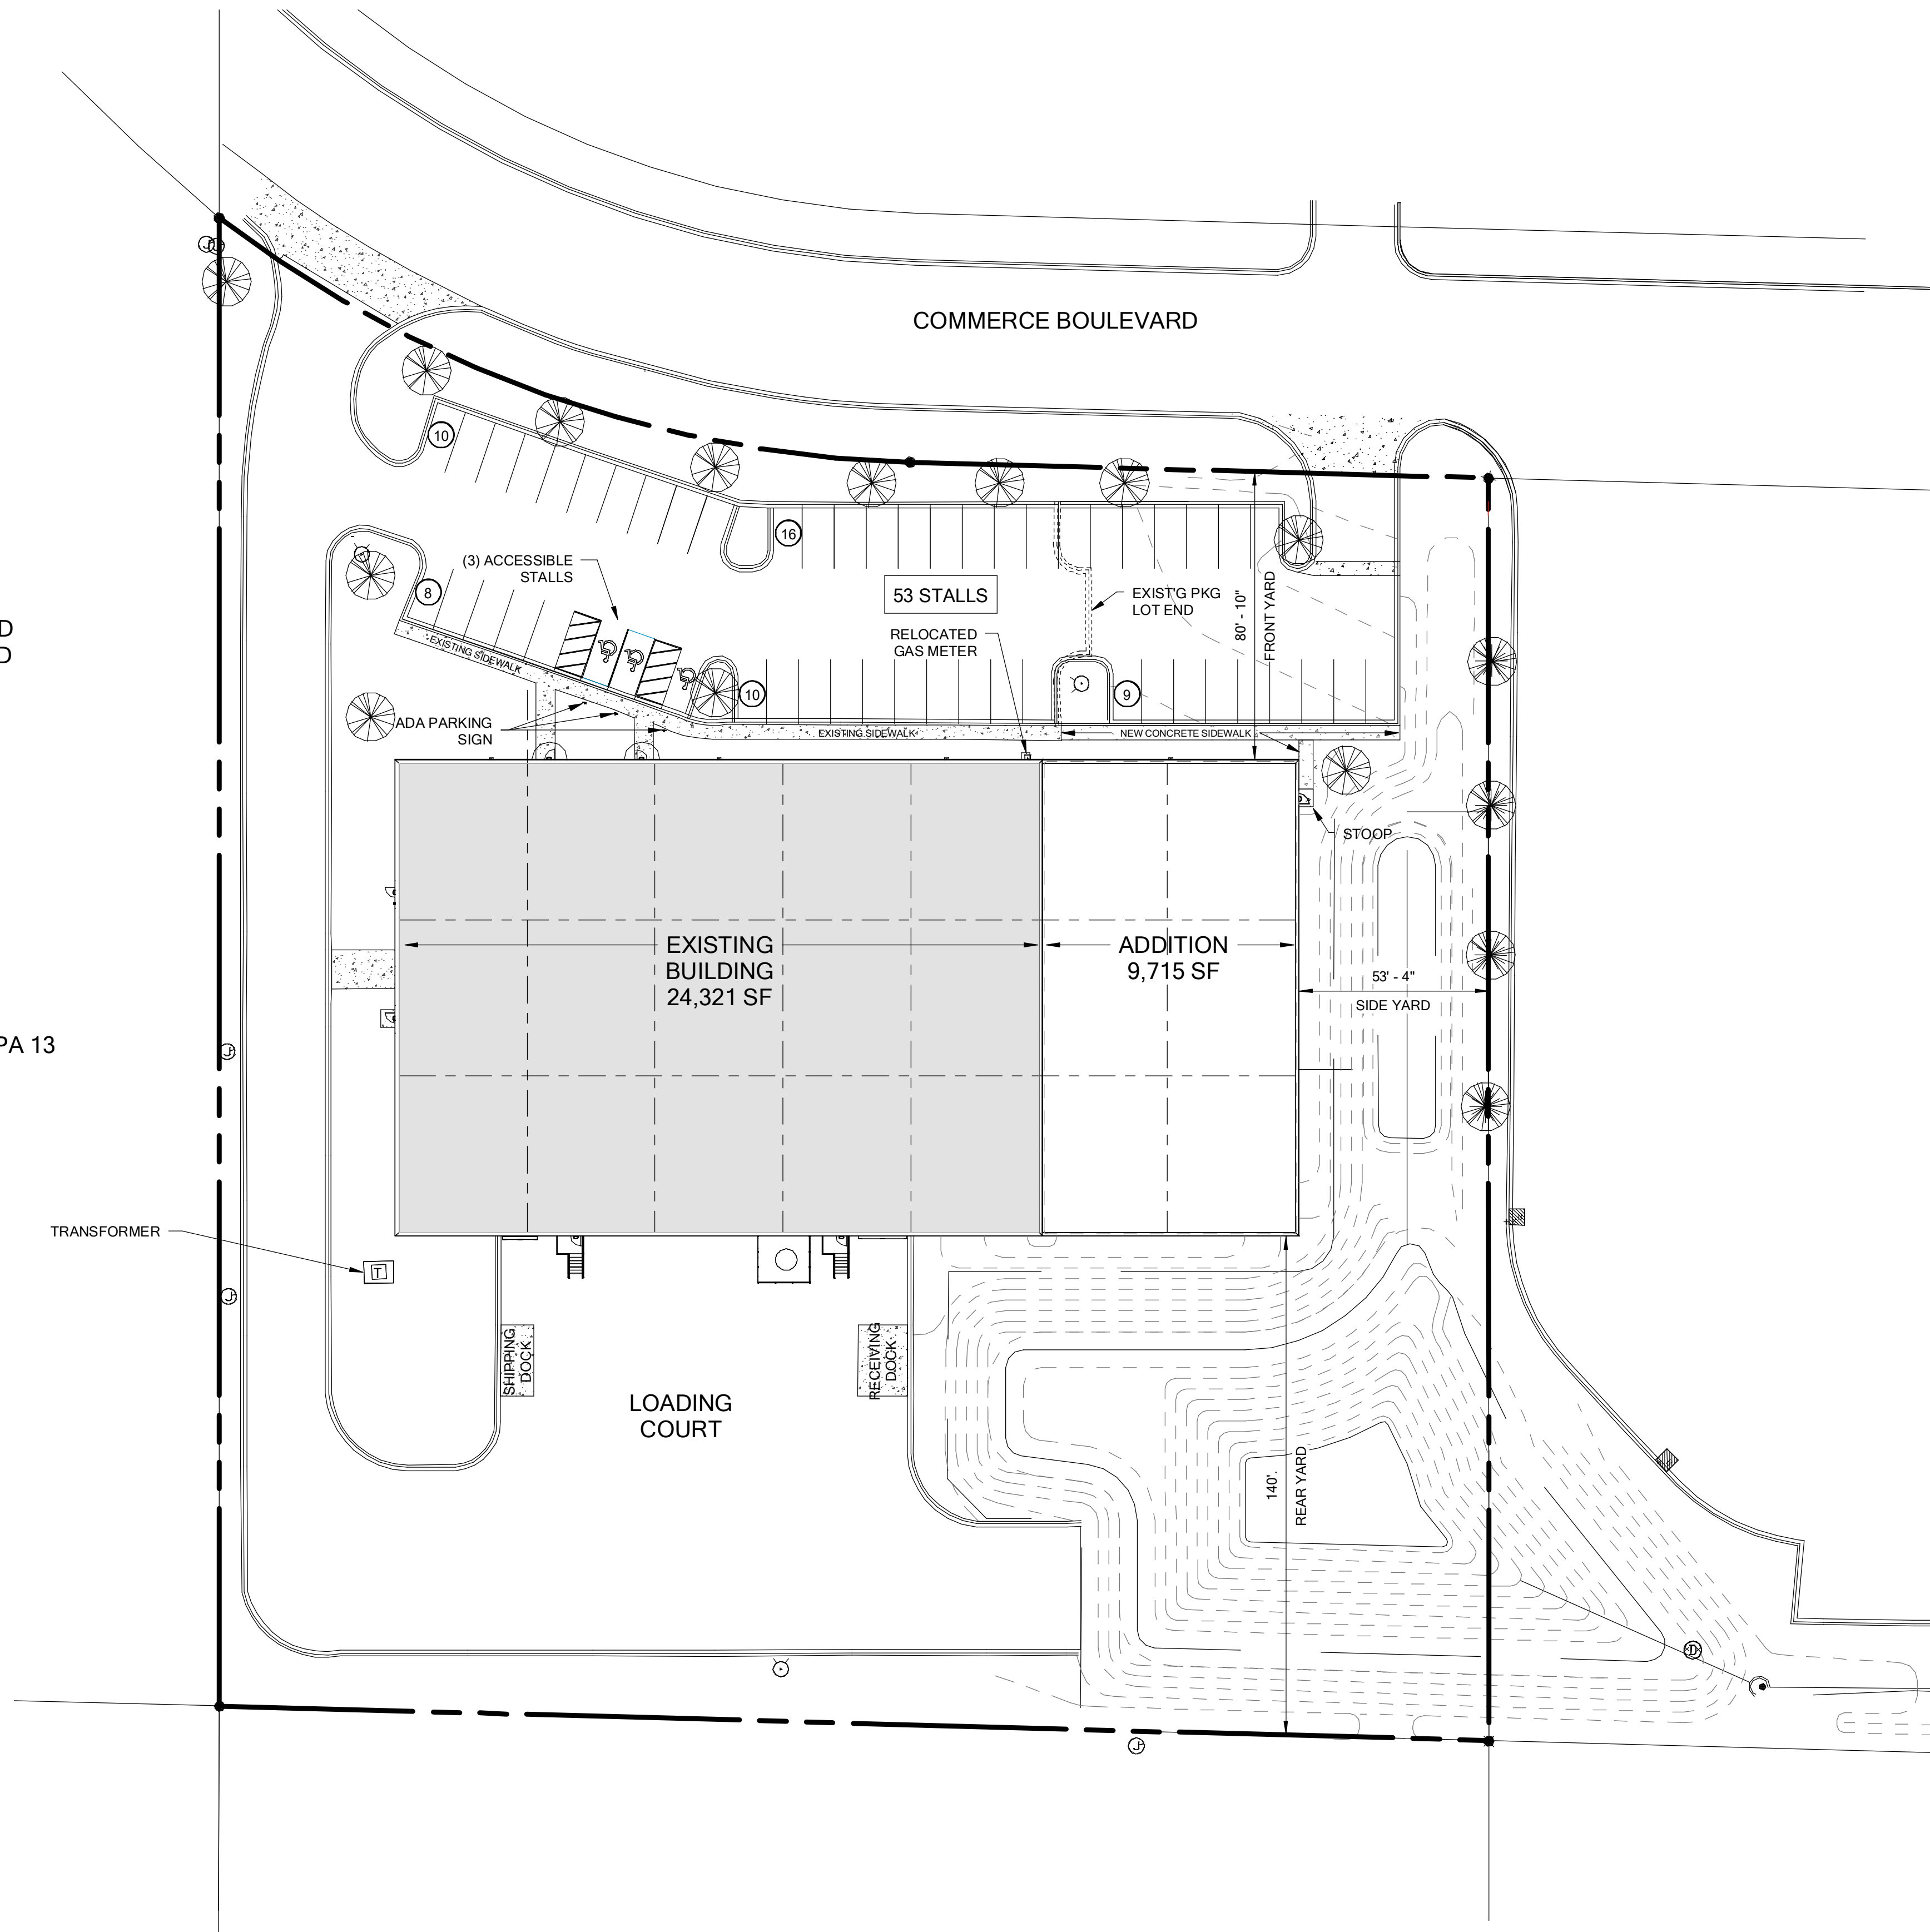 COMMERCE BOULEVARD
10
16
(3) ACCESSIBLE
STALLS
8
53 STALLS
EXIST'G PKG
LOT END
80' - 10"
FRONT YARD
RELOCATED
GAS METER
EXISTING SIDEWALK
D
D
10
9
ADA PARKING
SIGN
EXISTING SIDEWALK
NEW CONCRETE SIDEWALK
STOOP
EXISTING
BUILDING
24,321 SF
ADDITION
9,715 SF
53' - 4"
SIDE YARD
PA 13
TRANSFORMER
T
SHIPPING
DOCK
RECEIVING
DOCK
LOADING
COURT
140'.
REAR YARD
D